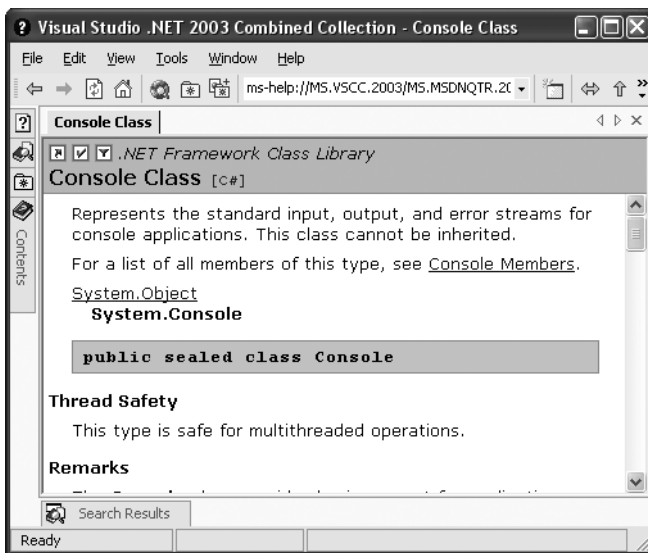 Visual Studio .NET 2003 Combined Collection - Console Class
File Edit View Tools Window Help
ms-help://MS.VSCC.2003/MS.MSDNQTR.20
Console Class
.NET Framework Class Library
Console Class [C#]
Contents
Represents the standard input, output, and error streams for
console applications. This class cannot be inherited.
For a list of all members of this type, see Console Members.
System.Object
System.Console
public sealed class Console
Thread Safety
This type is safe for multithreaded operations.
Remarks
Search Results
Ready